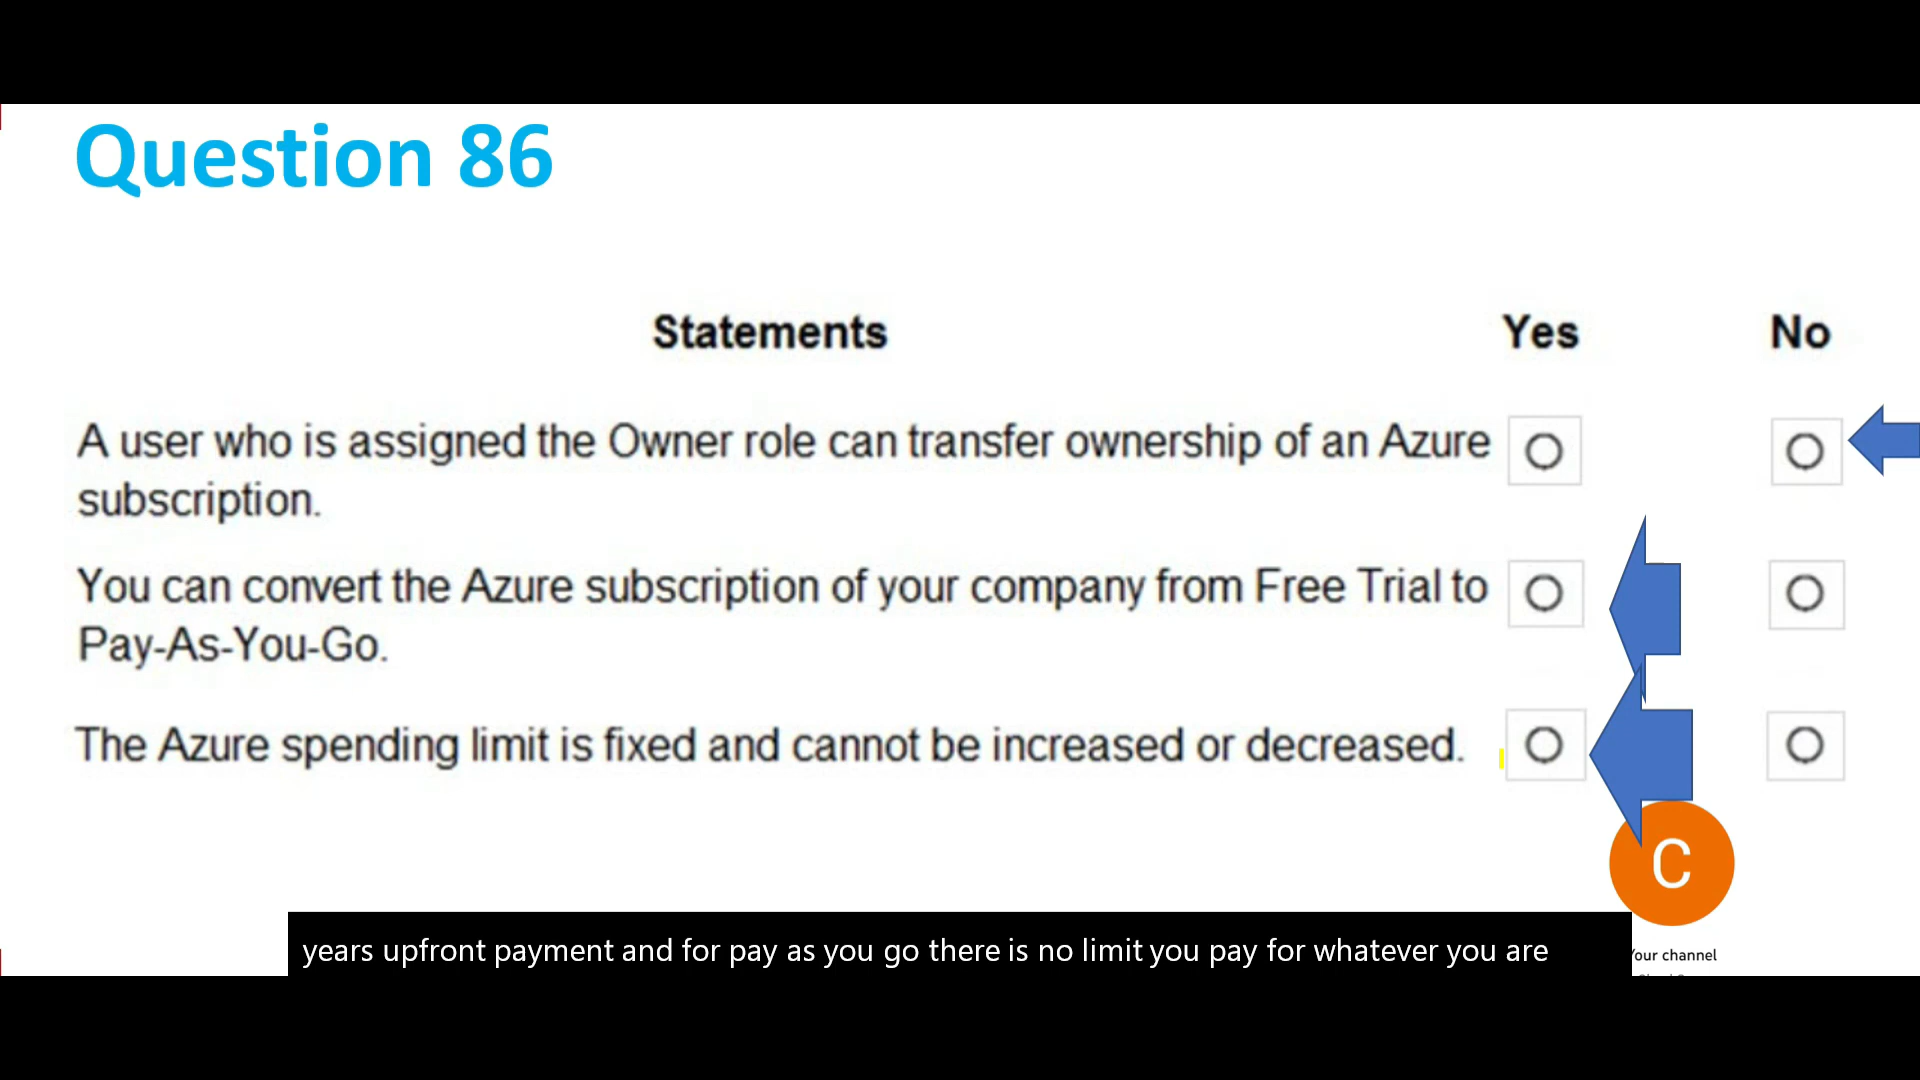 Question 86
Statements Yes No
A user who is assigned the Owner role can transfer ownership of an Azure
subscription.
You can convert the Azure subscription of your company from Free Trial to
Pay-As-You-Go.
The Azure spending limit is fixed and cannot be increased or decreased.
C
years upfront payment and for pay as you go there is no limit you pay for whatever you are
Your channel